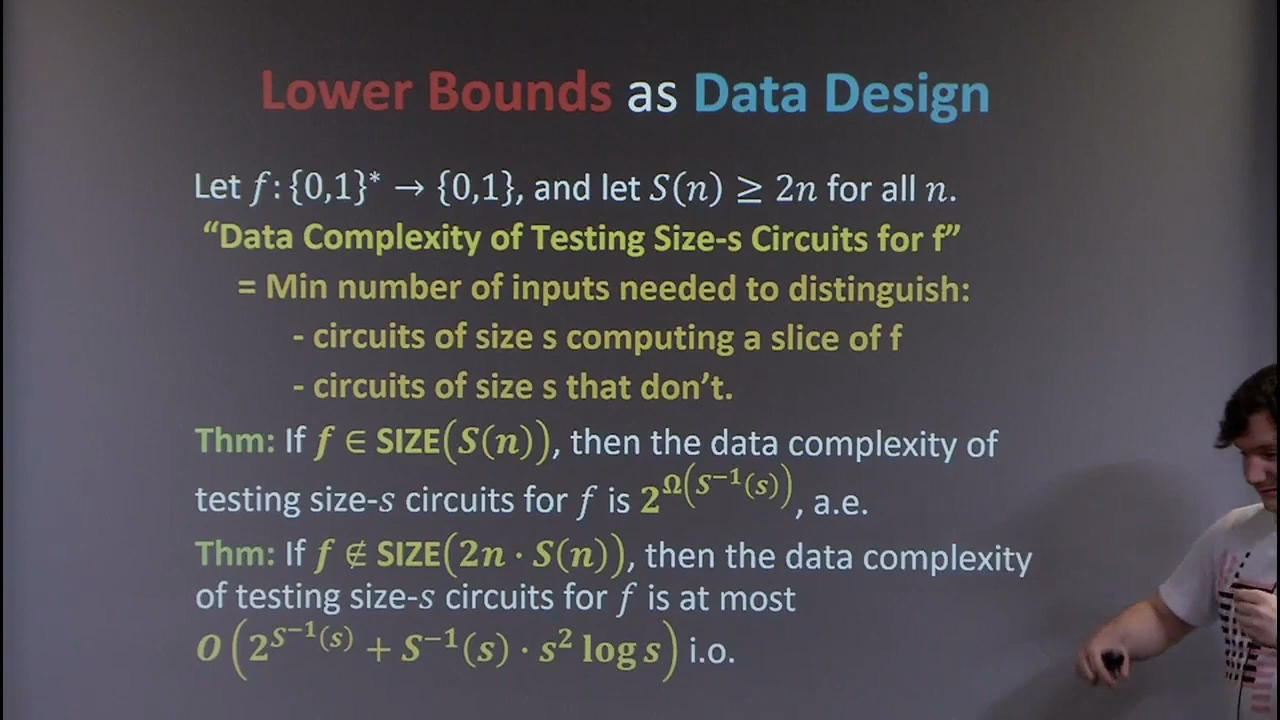 Lower Bounds as Data Design
Let f: {0,1}* → {0,1}, and let S(n) ≥ 2n for all n.
“Data Complexity of Testing Size-s Circuits for f”
= Min number of inputs needed to distinguish:
- circuits of size s computing a slice of f
- circuits of size s that don’t.
Thm: If f ∈ SIZE(S(n)), then the data complexity of
testing size-s circuits for f is 2^Ω(S⁻¹(s)), a.e.
Thm: If f ∉ SIZE(2n · S(n)), then the data complexity
of testing size-s circuits for f is at most
O(2^{S⁻¹(s)} + S⁻¹(s) · s² log s) i.o.